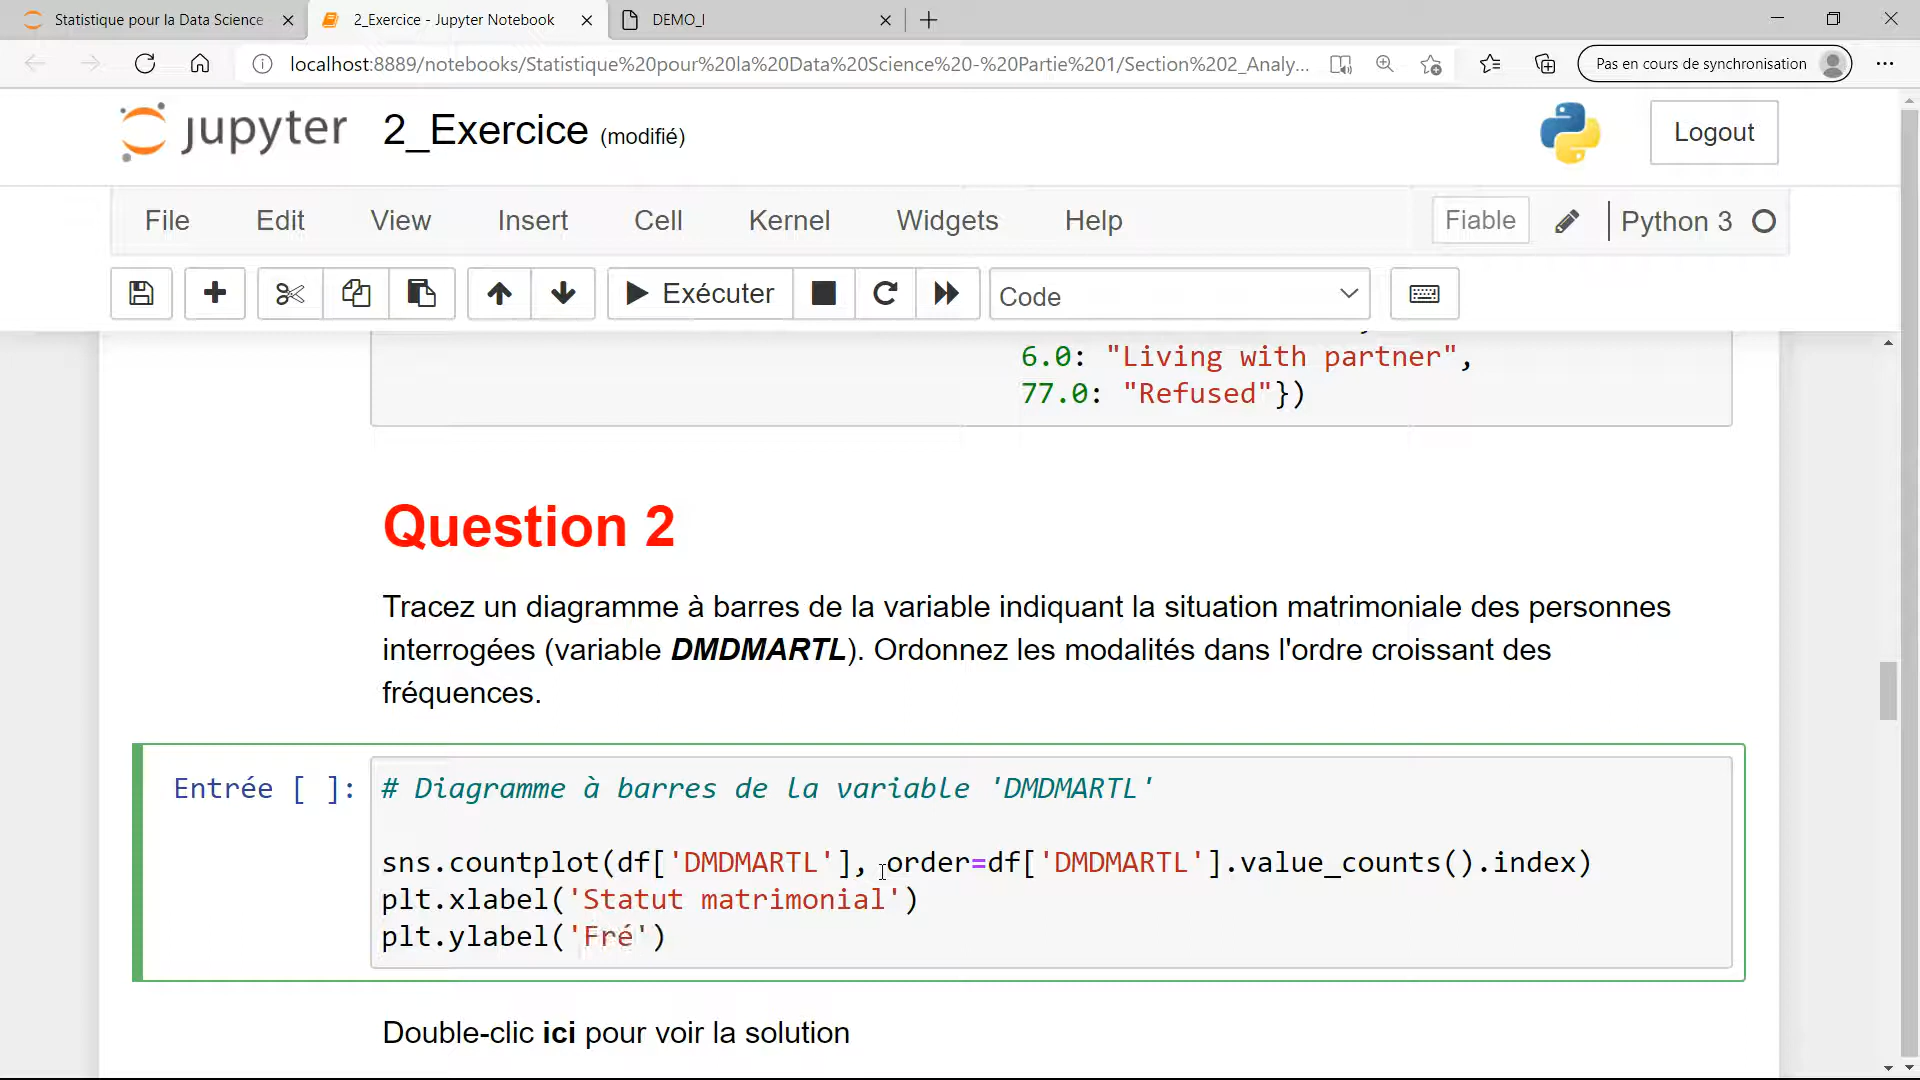 Statistique pour la Data Science
2_Exercice - Jupyter Notebook
DEMO_I
localhost:8889/notebooks/Statistique%20pour%20la%20Data%20Science%20-%20Partie%201/Section%202_Analy...
Pas en cours de synchronisation
jupyter 2_Exercice (modifié)
Logout
File Edit View Insert Cell Kernel Widgets Help
Fiable
Python 3
Exécuter
Code
6.0: "Living with partner",
77.0: "Refused"})
Question 2
Tracez un diagramme à barres de la variable indiquant la situation matrimoniale des personnes
interrogées (variable DMDMARTL). Ordonnez les modalités dans l'ordre croissant des
fréquences.
Entrée [ ]:
# Diagramme à barres de la variable 'DMDMARTL'
sns.countplot(df['DMDMARTL'], order=df['DMDMARTL'].value_counts().index)
plt.xlabel('Statut matrimonial')
plt.ylabel('Fré')
Double-clic ici pour voir la solution